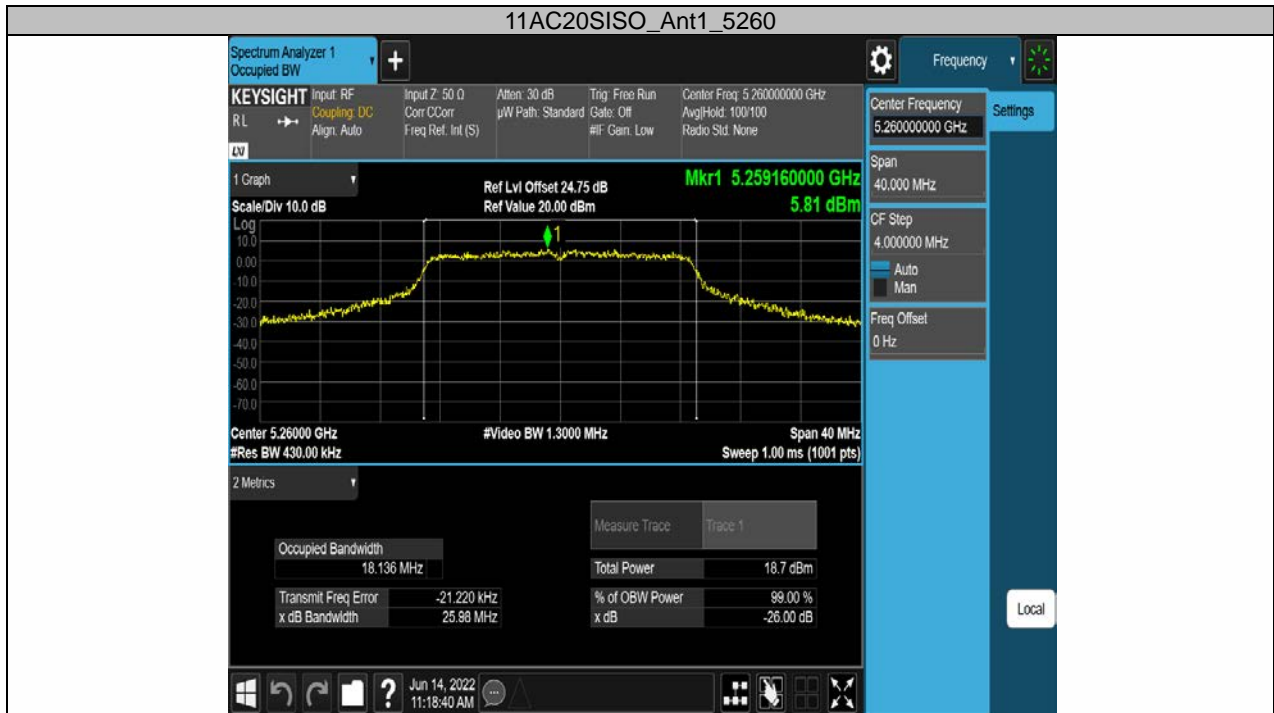 11AC20SISO_Ant1_5260
Spectrum Analyzer 1
Occupied BW
+
Frequency
KEYSIGHT
RL
LXI
Input: RF
Coupling: DC
Align: Auto
Input Z: 50 Ω
Corr CCorr
Freq Ref: Int (S)
Atten: 30 dB
µW Path: Standard
Trig: Free Run
Gate: Off
#IF Gain: Low
Center Freq: 5.260000000 GHz
Avg|Hold: 100/100
Radio Std: None
Center Frequency
5.260000000 GHz
Settings
Span
40.000 MHz
CF Step
4.000000 MHz
Auto
Man
Freq Offset
0 Hz
Local
1 Graph
Scale/Div 10.0 dB
Ref Lvl Offset 24.75 dB
Ref Value 20.00 dBm
Mkr1 5.259160000 GHz
5.81 dBm
Log
10.0
0.00
-10.0
-20.0
-30.0
-40.0
-50.0
-60.0
-70.0
1
Center 5.26000 GHz
#Video BW 1.3000 MHz
Span 40 MHz
#Res BW 430.00 kHz
Sweep 1.00 ms (1001 pts)
2 Metrics
Measure Trace Trace 1
Occupied Bandwidth
18.136 MHz
Total Power 18.7 dBm
Transmit Freq Error -21.220 kHz
% of OBW Power 99.00 %
x dB Bandwidth 25.98 MHz
x dB -26.00 dB
?
Jun 14, 2022
11:18:40 AM